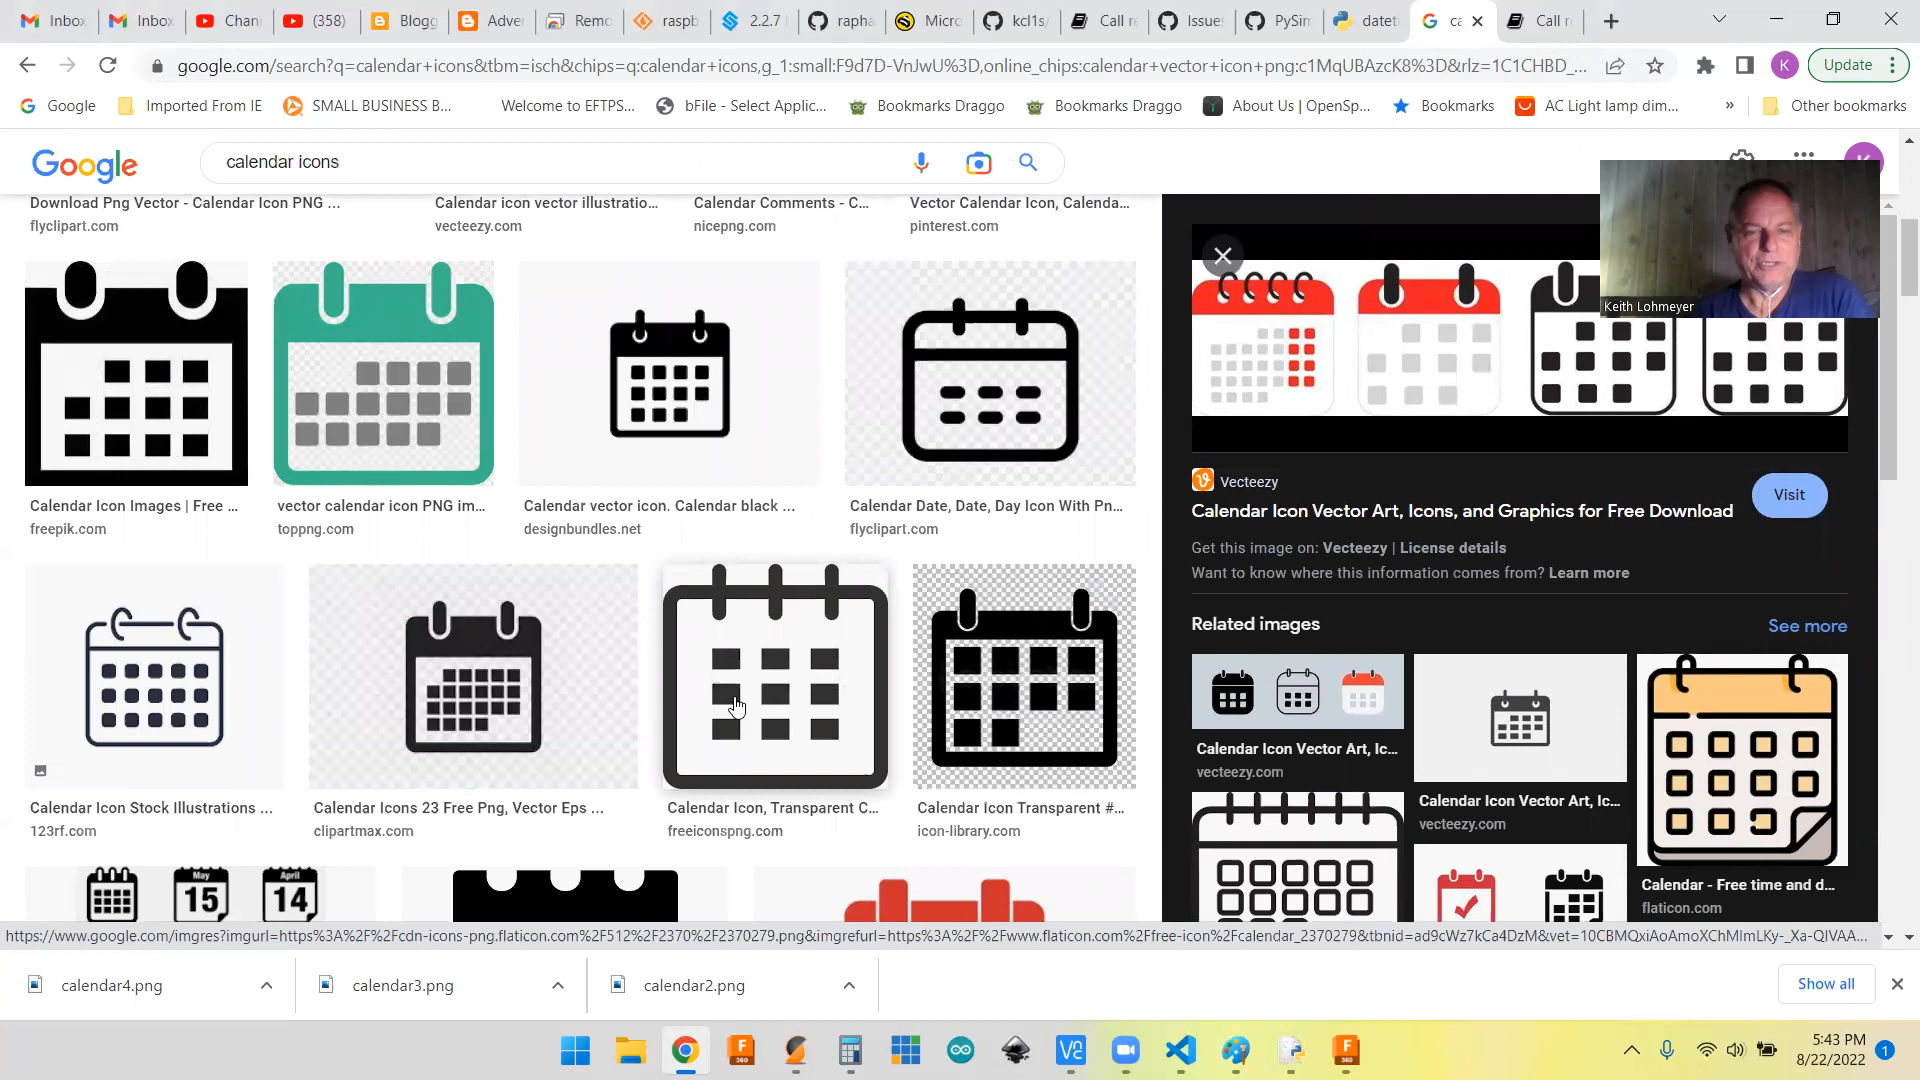 Inbox
Inbox
Chan
(358)
Blogg
Adve
Remo
raspb
2.2.7
rapha
Micro
kcl1s/
Call re
Issues
PySim
datet
ca
Call r
google.com/search?q=calendar+icons&tbm=isch&chips=q:calendar+icons,g_1:small:F9d7D-VnJwU%3D,online_chips:calendar+vector+icon+png:c1MqUBAzcK8%3D&rlz=1C1CHBD_...
K
Update
Google
Imported From IE
SMALL BUSINESS B...
Welcome to EFTPS...
bFile - Select Applic...
Bookmarks Draggo
Bookmarks Draggo
About Us | OpenSp...
Bookmarks
AC Light lamp dim...
»
Other bookmarks
Google
calendar icons
Download Png Vector - Calendar Icon PNG ...
flyclipart.com
Calendar icon vector illustratio...
vecteezy.com
Calendar Comments - C...
nicepng.com
Vector Calendar Icon, Calenda...
pinterest.com
Keith Lohmeyer
Calendar Icon Images | Free ...
freepik.com
vector calendar icon PNG im...
toppng.com
Calendar vector icon. Calendar black ...
designbundles.net
Calendar Date, Date, Day Icon With Pn...
flyclipart.com
Vecteezy
Calendar Icon Vector Art, Icons, and Graphics for Free Download
Visit
Get this image on: Vecteezy | License details
Want to know where this information comes from? Learn more
Related images
See more
Calendar Icon Vector Art, Ic...
vecteezy.com
Calendar Icon Vector Art, Ic...
vecteezy.com
Calendar - Free time and d...
flaticon.com
Calendar Icon Stock Illustrations ...
123rf.com
Calendar Icons 23 Free Png, Vector Eps ...
clipartmax.com
Calendar Icon, Transparent C...
freeiconspng.com
Calendar Icon Transparent #...
icon-library.com
May
15
April
14
https://www.google.com/imgres?imgurl=https%3A%2F%2Fcdn-icons-png.flaticon.com%2F512%2F2370%2F2370279.png&imgrefurl=https%3A%2F%2Fwww.flaticon.com%2Ffree-icon%2Fcalendar_2370279&tbnid=ad9cWz7kCa4DzM&vet=10CBMQxiAoAmoXChMImLKy-_Xa-QIVAA...
calendar4.png
calendar3.png
calendar2.png
Show all
F
360
F
360
5:43 PM
8/22/2022
1